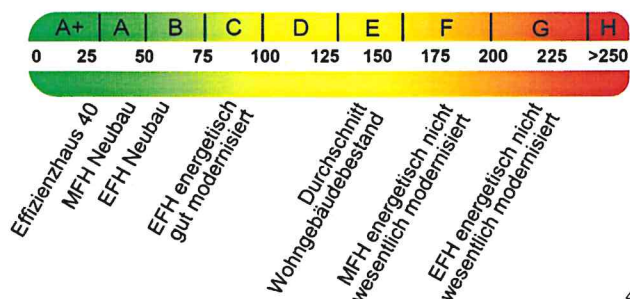 A+ A B C D E F G H
0 25 50 75 100 125 150 175 200 225 >250
Effizienzhaus 40
MFH Neubau
EFH Neubau
EFH energetisch
gut modernisiert
Durchschnitt
Wohngebäudebestand
MFH energetisch nicht
wesentlich modernisiert
EFH energetisch nicht
wesentlich modernisiert